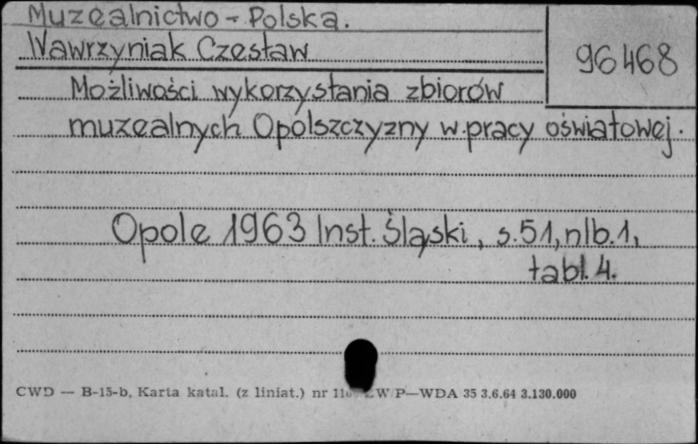 Muzealnictwo - Polska.
Wawrzyniak Czesław
96468
Możliwości wykorzystania zbiorów
muzealnych Opolszczyzny w pracy oświatowej.
Opole 1963 Inst. Śląski, s.51, nlb.1,
tabl. 4.
CWD — B-15-b, Karta katal. (z liniat.) nr W P—WDA 35 3.6.64 3.130.000